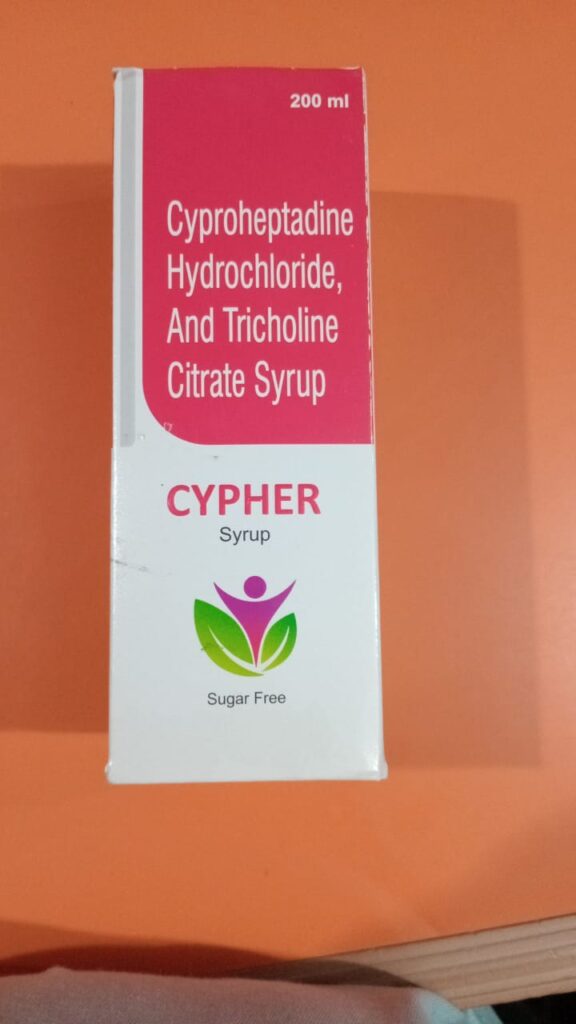 200 ml
Cyproheptadine
Hydrochloride,
And Tricholine
Citrate Syrup
CYPHER
Syrup
Sugar Free